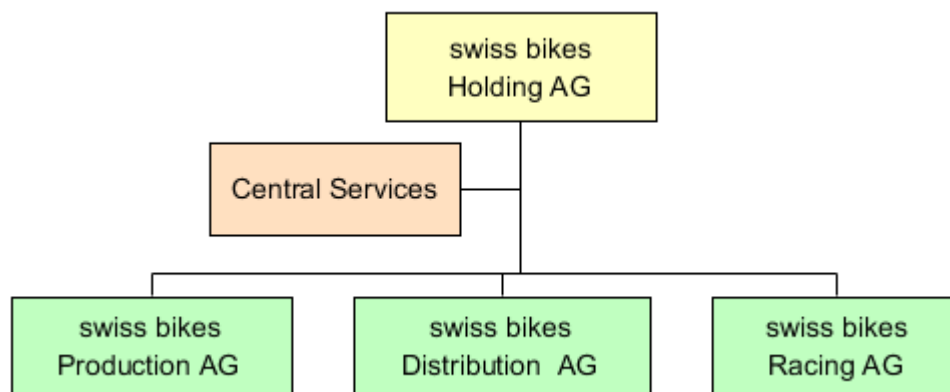 swiss bikes
Holding AG
Central Services
swiss bikes
Production AG
swiss bikes
Distribution  AG
swiss bikes
Racing AG